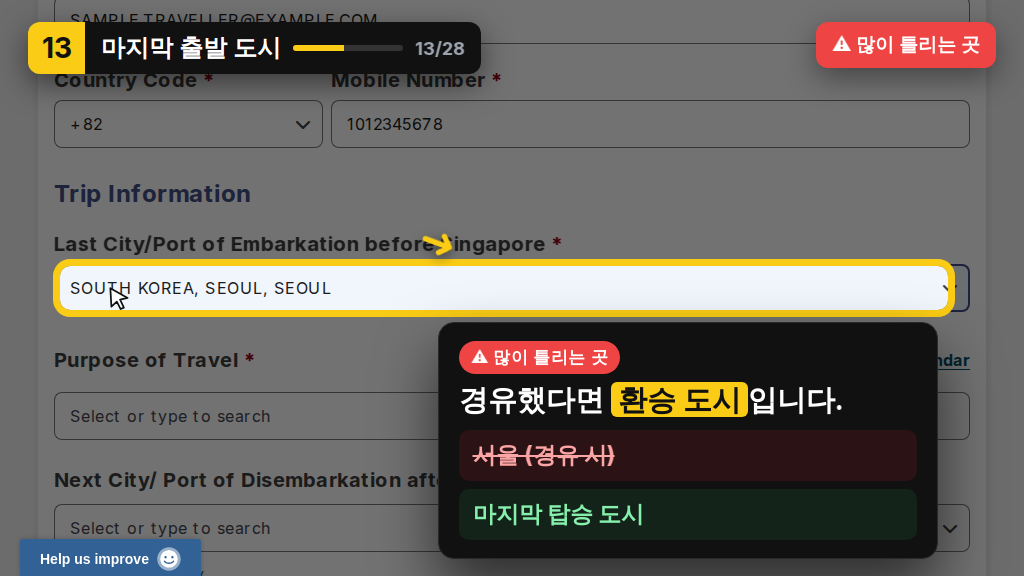 SAMPLE.TRAVELLER@EXAMPLE.COM
13 마지막 출발 도시 13/28
많이 틀리는 곳
Country Code * Mobile Number *
+82 1012345678
Trip Information
Last City/Port of Embarkation before Singapore *
SOUTH KOREA, SEOUL, SEOUL
Purpose of Travel *
ndar
많이 틀리는 곳
경유했다면 환승 도시입니다.
Select or type to search
서울 (경유 시)
Next City/ Port of Disembarkation afte
마지막 탑승 도시
Select or type to search
Help us improve